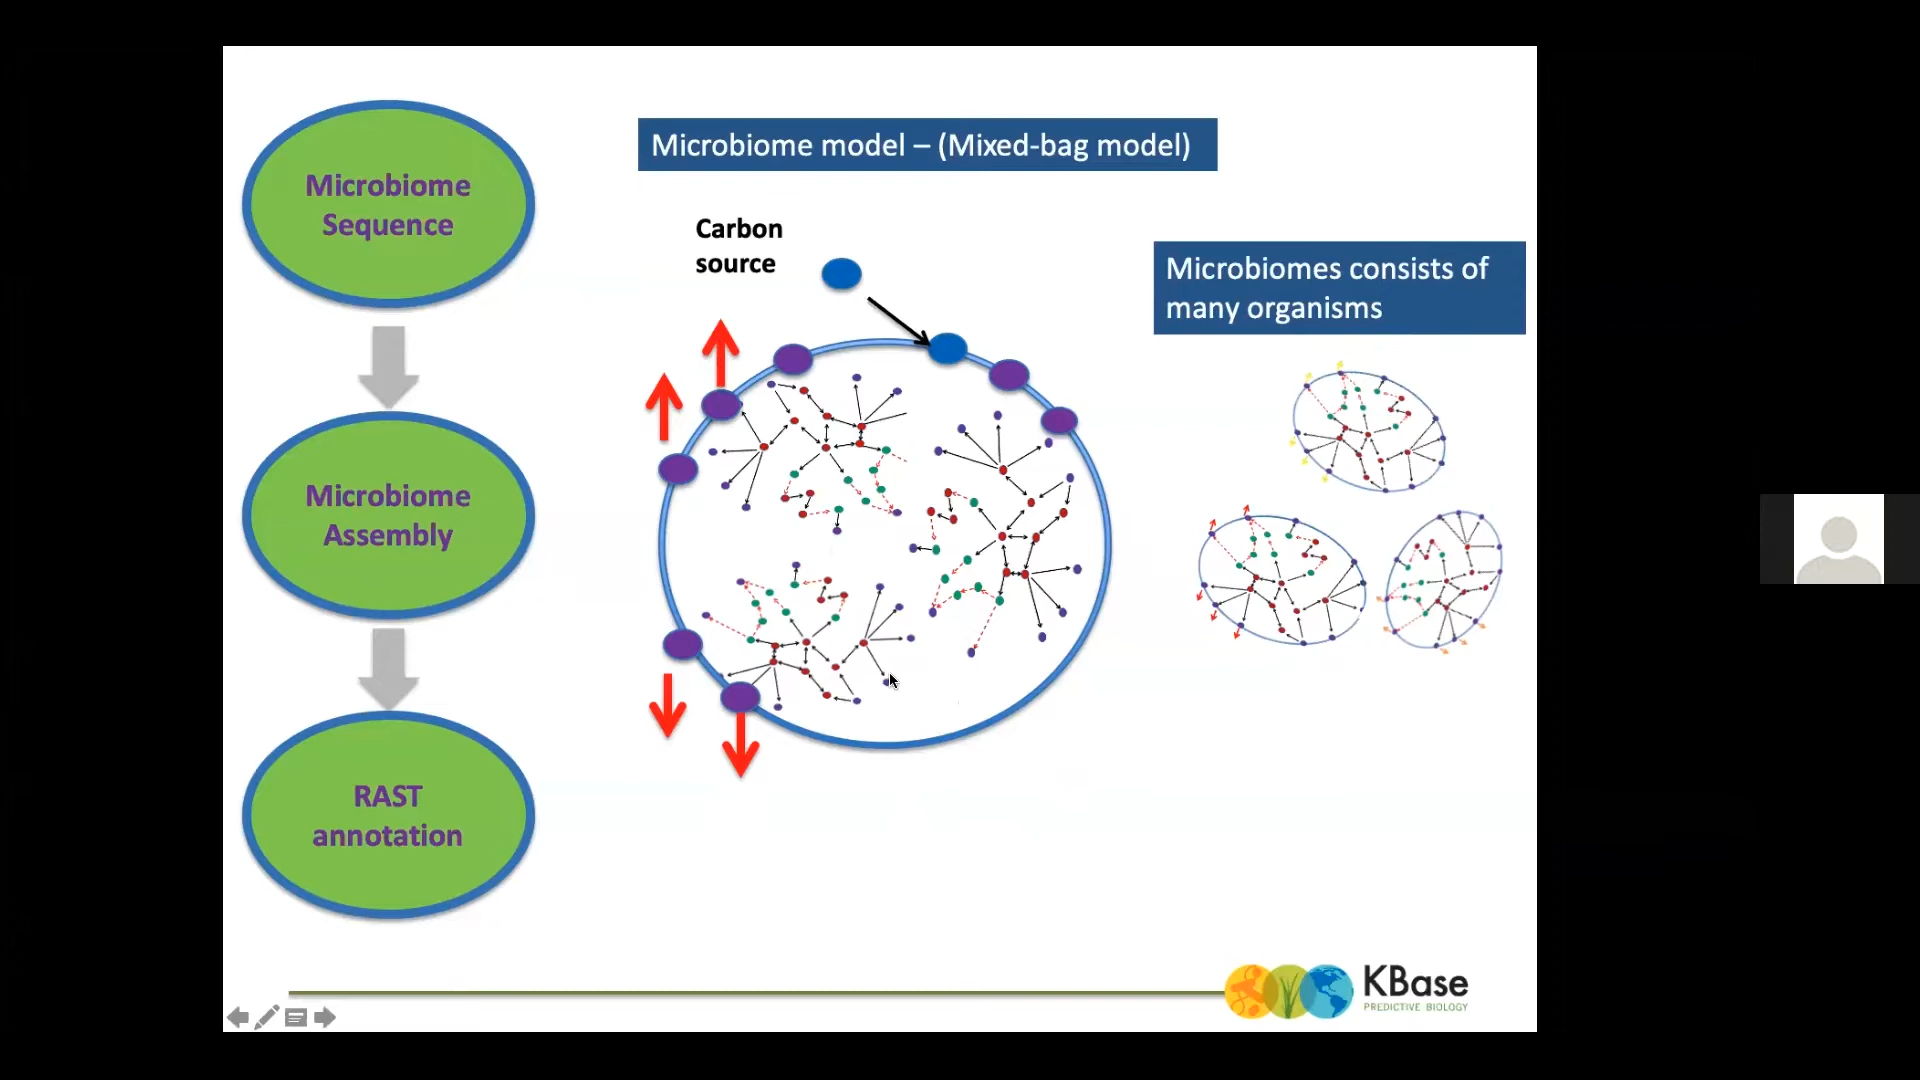 Microbiome
Sequence
Microbiome
Assembly
RAST
annotation
Microbiome model – (Mixed-bag model)
Carbon
source
Microbiomes consists of
many organisms
KBase
PREDICTIVE BIOLOGY